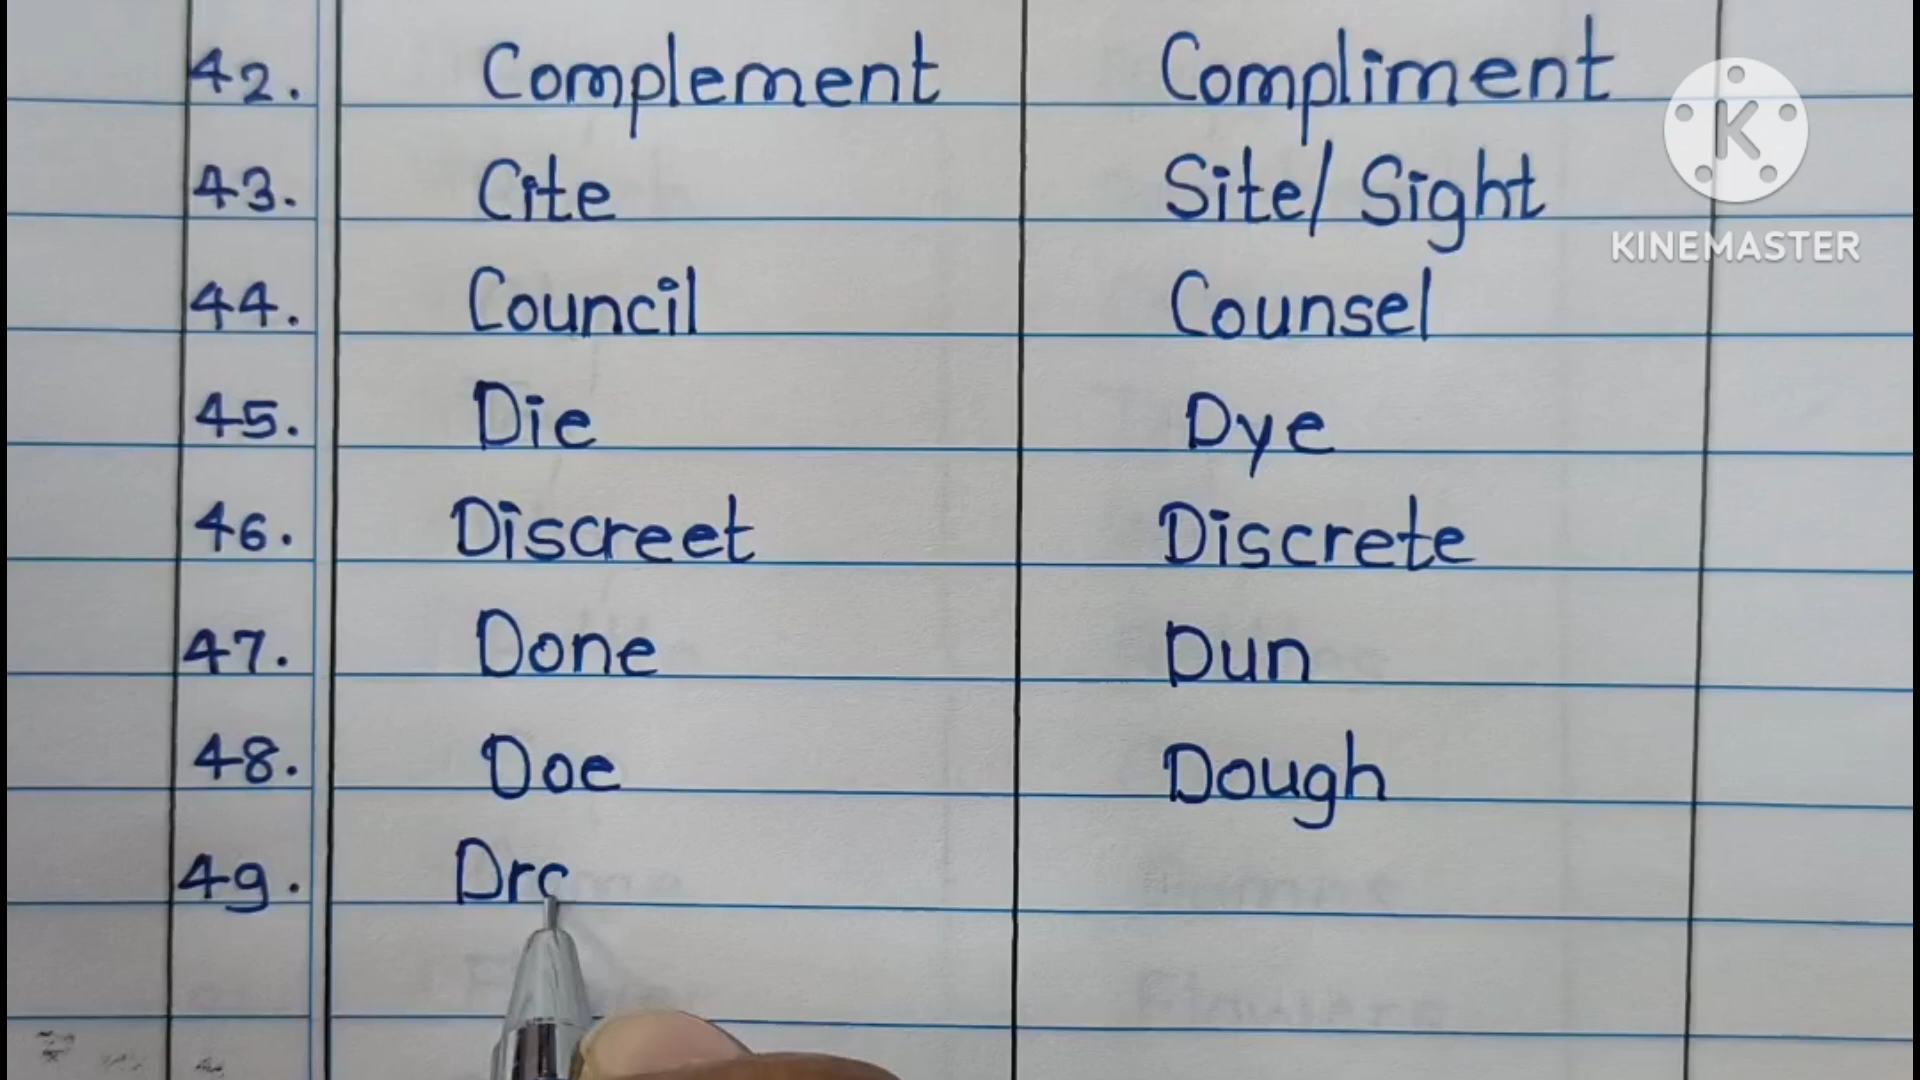 42. Complement Compliment
43. Cite Site/ Sight
44. Council Counsel
45. Die Dye
46. Discreet Discrete
47. Done Dun
48. Doe Dough
49. Drc
K
KINEMASTER